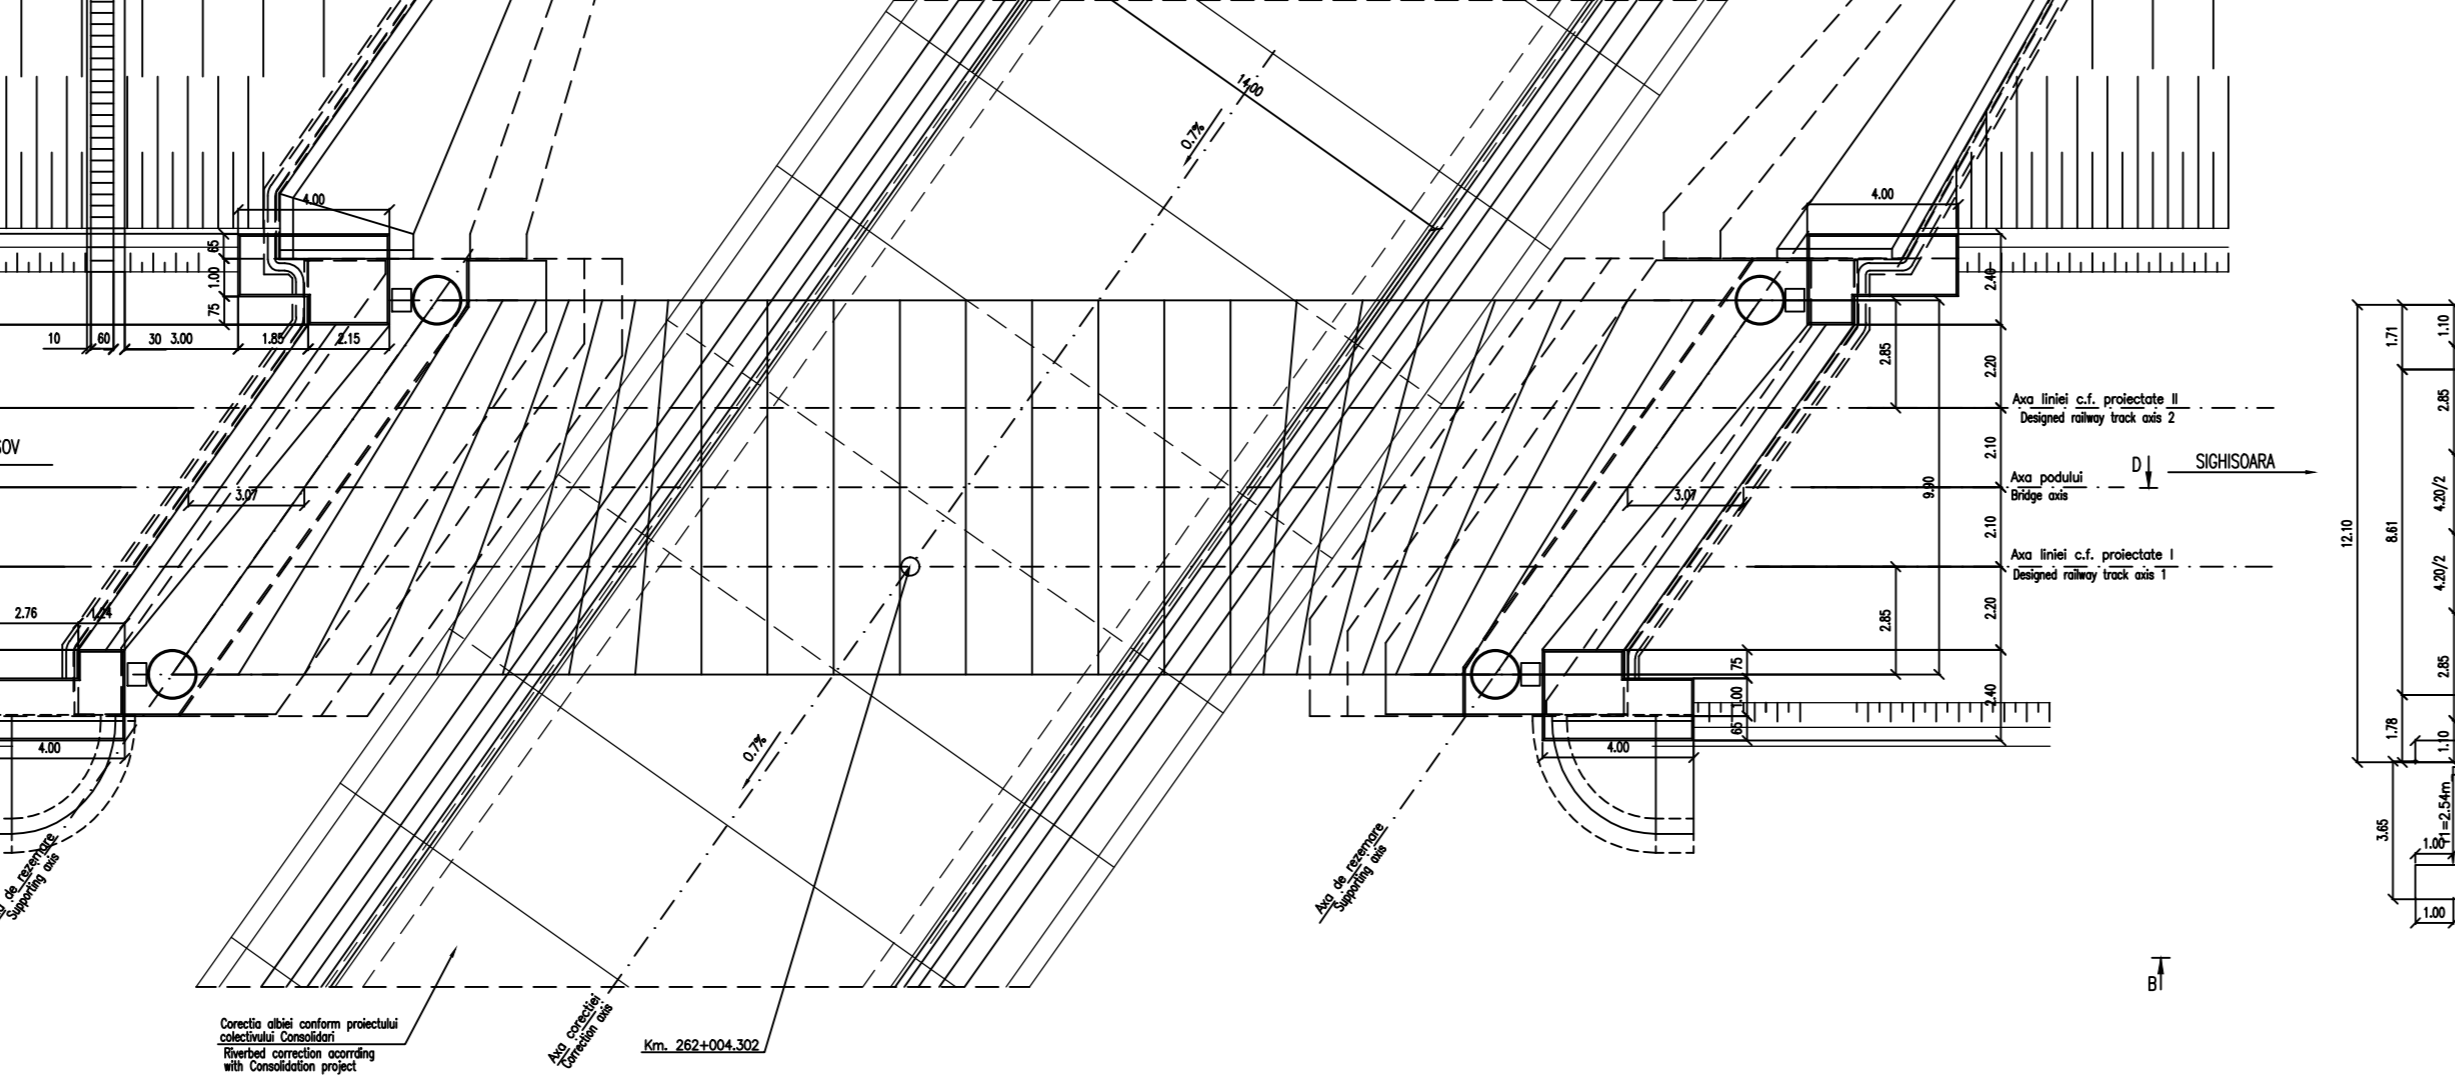 14.00
0.7%
4.00
4.00
65
1.00
75
10
60
30
3.00
1.85
2.15
2.40
2.85
2.20
Axa liniei c.f. proiectate II
Designed railway track axis 2
2.10
SIGHISOARA
D
Axa podului
Bridge axis
9.90
3.07
3.07
2.10
Axa liniei c.f. proiectate I
Designed railway track axis 1
2.76
1.24
2.85
2.20
75
1.00
65
2.40
4.00
4.00
0.7%
de rezemare
Supporting axis
Axa de rezemare
Supporting axis
Axa corectiei
Correction axis
Corectia albiei conform proiectului
colectivului Consolidari
Riverbed correction acorrding
with Consolidation project
Km. 262+004.302
B
12.10
1.71
8.61
1.78
1.10
2.85
4.20/2
4.20/2
2.85
1.10
3.65
1.00
1.00